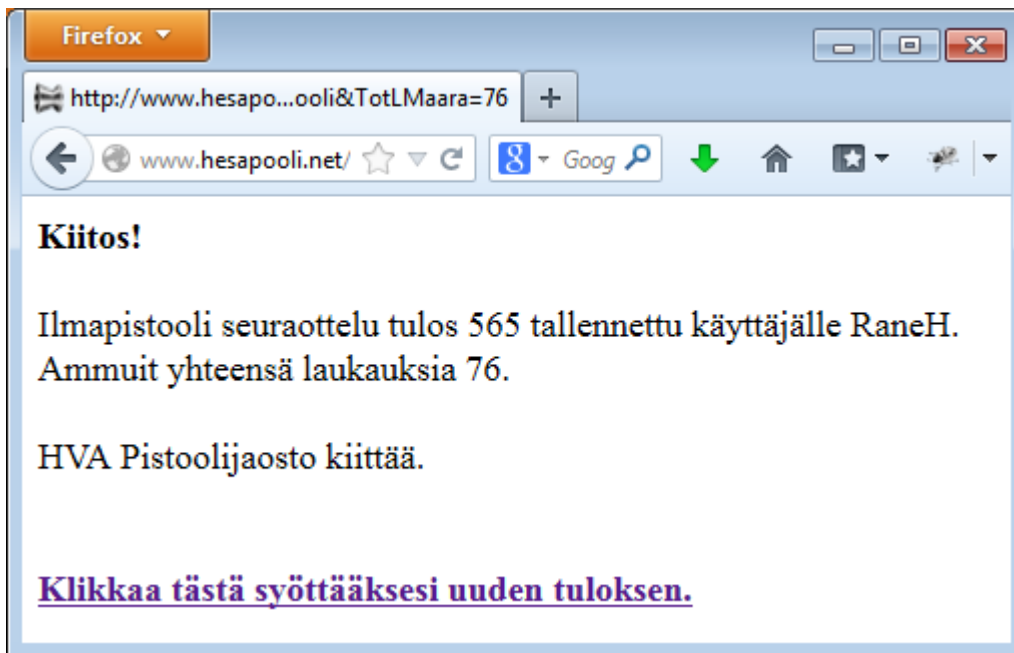 Firefox
http://www.hesapo...ooli&TotLMaara=76
www.hesapooli.net/
Goog
Kiitos!
Ilmapistooli seuraottelu tulos 565 tallennettu käyttäjälle RaneH.
Ammuit yhteensä laukauksia 76.
HVA Pistoolijaosto kiittää.
Klikkaa tästä syöttääksesi uuden tuloksen.